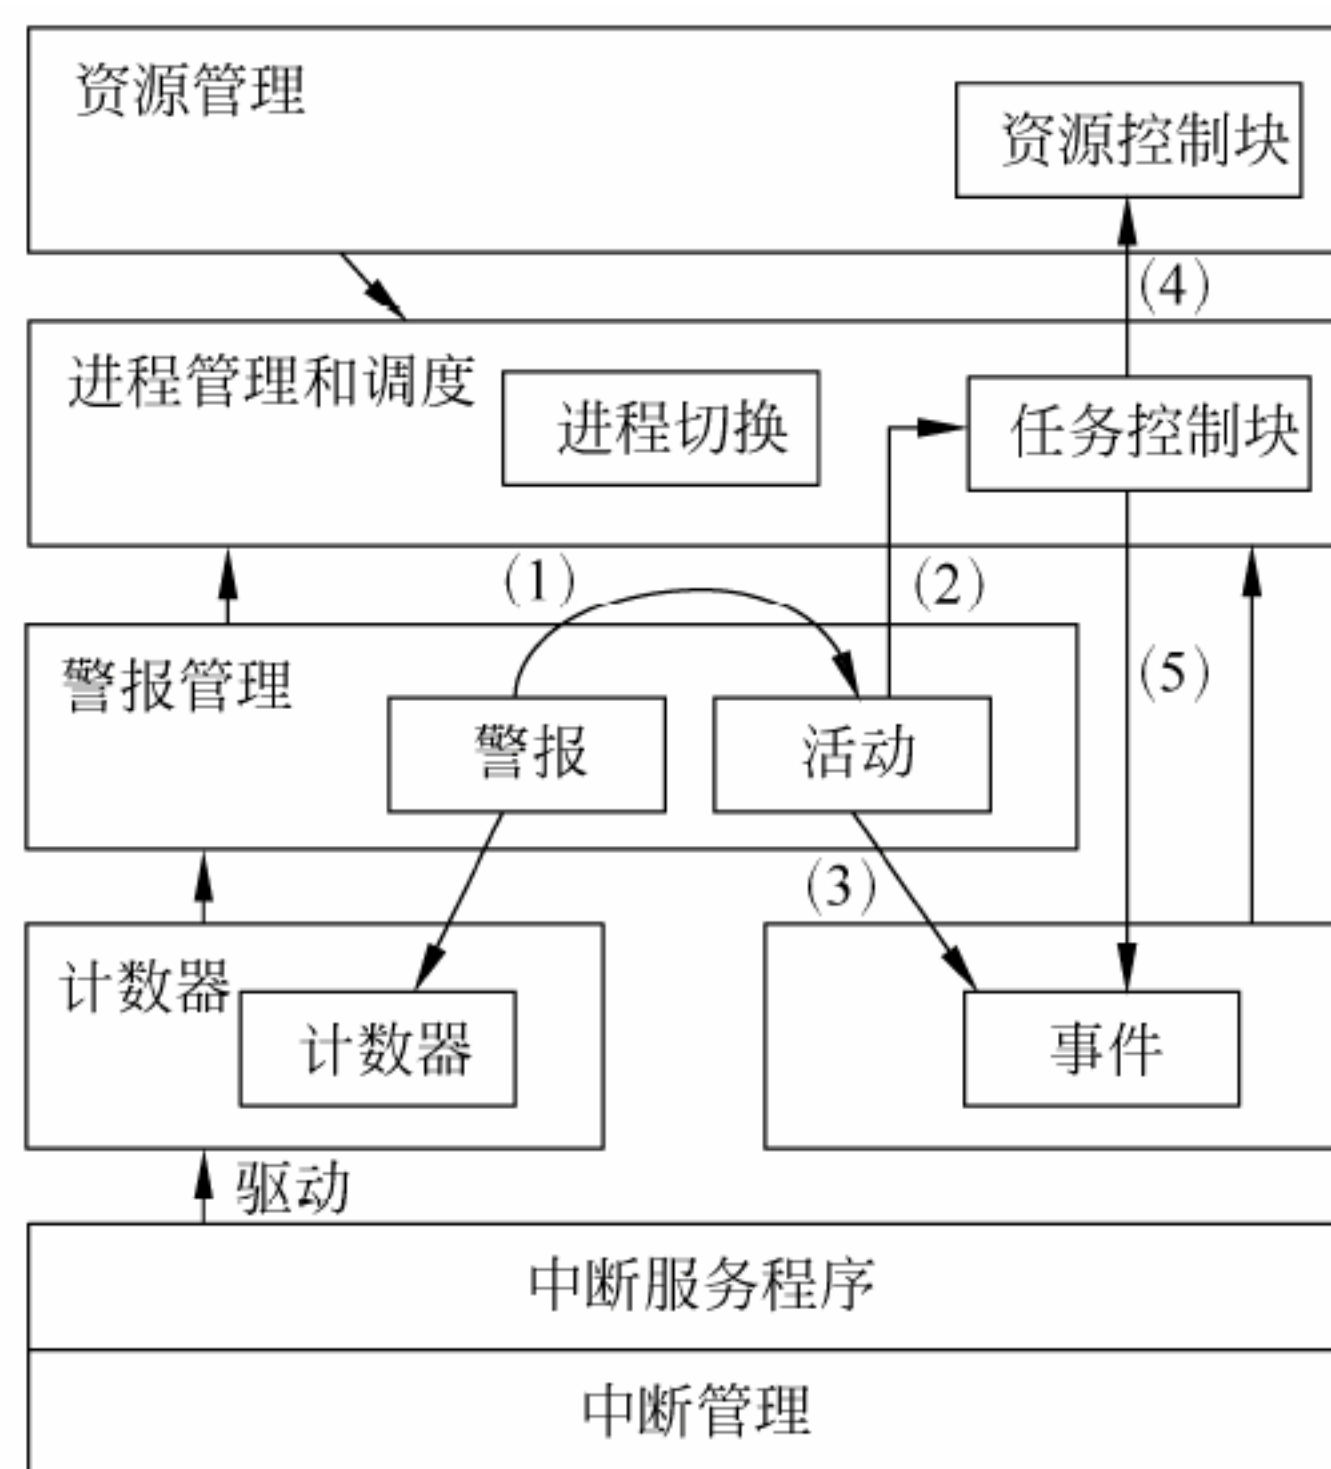 资源管理
资源控制块
(4)
进程管理和调度
进程切换
任务控制块
(1)
(2)
(5)
警报管理
警报
活动
(3)
计数器
计数器
事件
驱动
中断服务程序
中断管理